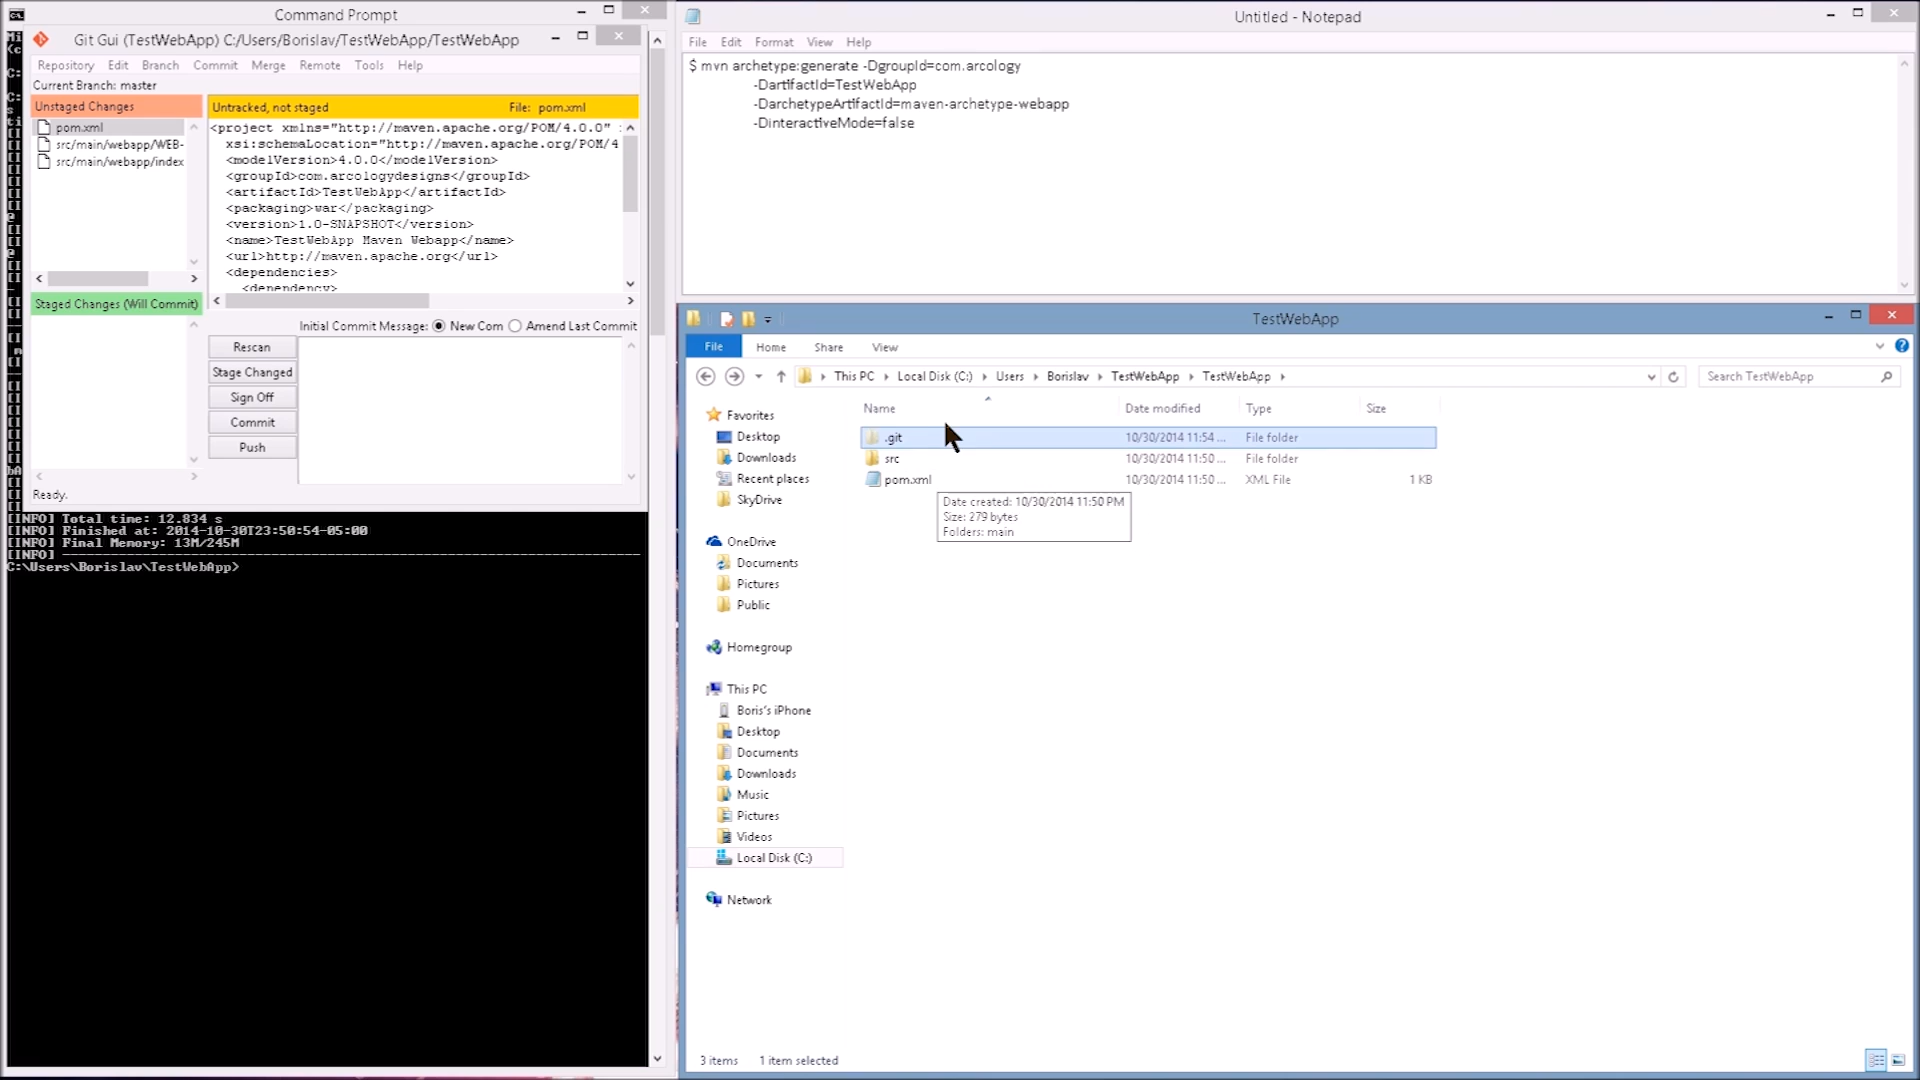 Command Prompt
Git Gui (TestWebApp) C:/Users/Borislav/TestWebApp/TestWebApp
Repository Edit Branch Commit Merge Remote Tools Help
Current Branch: master
Unstaged Changes
pom.xml
src/main/webapp/WEB-
src/main/webapp/index
Staged Changes (Will Commit)
Untracked, not staged File: pom.xml
<project xmlns="http://maven.apache.org/POM/4.0.0"
xsi:schemaLocation="http://maven.apache.org/POM/4
<modelVersion>4.0.0</modelVersion>
<groupId>com.arcologydesigns</groupId>
<artifactId>TestWebApp</artifactId>
<packaging>war</packaging>
<version>1.0-SNAPSHOT</version>
<name>TestWebApp Maven Webapp</name>
<url>http://maven.apache.org</url>
<dependencies>
<dependency>
Initial Commit Message: New Com Amend Last Commit
Rescan
Stage Changed
Sign Off
Commit
Push
Ready.
[INFO] Total time: 12.834 s
[INFO] Finished at: 2014-10-30T23:50:54-05:00
[INFO] Final Memory: 13M/245M
[INFO] ------------------------------------------------------------------------
C:\Users\Borislav\TestWebApp>
Untitled - Notepad
File Edit Format View Help
$ mvn archetype:generate -DgroupId=com.arcology
-DartifactId=TestWebApp
-DarchetypeArtifactId=maven-archetype-webapp
-DinteractiveMode=false
TestWebApp
File Home Share View
This PC Local Disk (C:) Users Borislav TestWebApp TestWebApp
Search TestWebApp
Favorites
Desktop
Downloads
Recent places
SkyDrive
OneDrive
Documents
Pictures
Public
Homegroup
This PC
Boris's iPhone
Desktop
Documents
Downloads
Music
Pictures
Videos
Local Disk (C:)
Network
Name Date modified Type Size
.git 10/30/2014 11:54 ... File folder
src 10/30/2014 11:50 ... File folder
pom.xml 10/30/2014 11:50 ... XML File 1 KB
Date created: 10/30/2014 11:50 PM
Size: 279 bytes
Folders: main
3 items 1 item selected